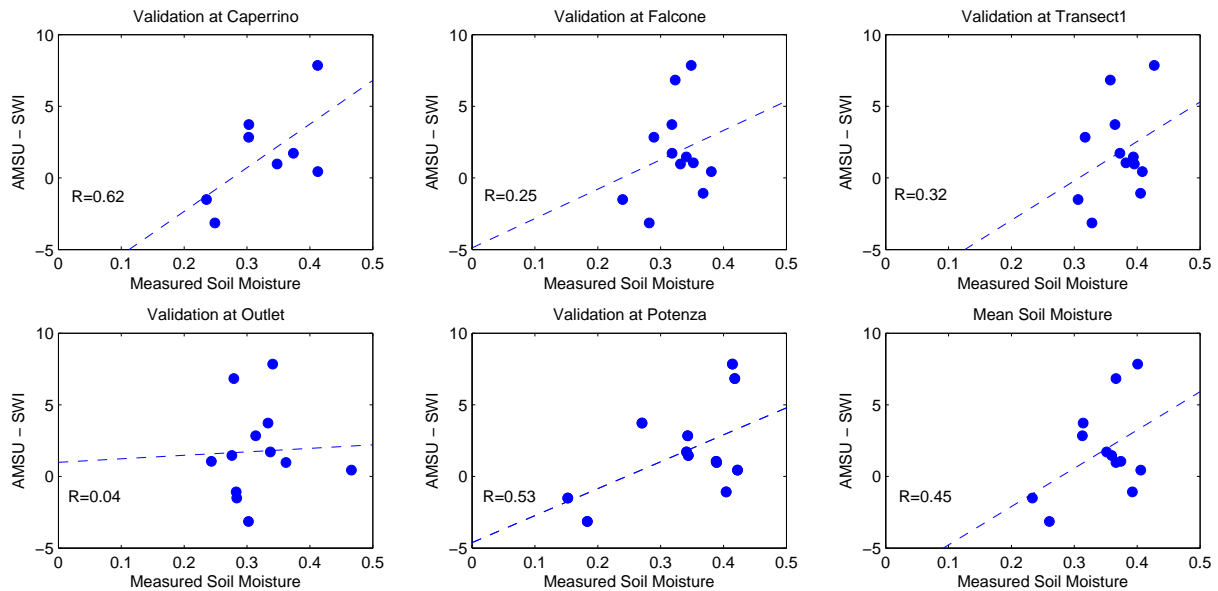 Validation at Caperrino
AMSU − SWI
10
5
0
−5
R=0.62
0 0.1 0.2 0.3 0.4 0.5
Measured Soil Moisture
Validation at Falcone
AMSU − SWI
10
5
0
−5
R=0.25
0 0.1 0.2 0.3 0.4 0.5
Measured Soil Moisture
Validation at Transect1
AMSU − SWI
10
5
0
−5
R=0.32
0 0.1 0.2 0.3 0.4 0.5
Measured Soil Moisture
Validation at Outlet
AMSU − SWI
10
5
0
−5
R=0.04
0 0.1 0.2 0.3 0.4 0.5
Measured Soil Moisture
Validation at Potenza
AMSU − SWI
10
5
0
−5
R=0.53
0 0.1 0.2 0.3 0.4 0.5
Measured Soil Moisture
Mean Soil Moisture
AMSU − SWI
10
5
0
−5
R=0.45
0 0.1 0.2 0.3 0.4 0.5
Measured Soil Moisture